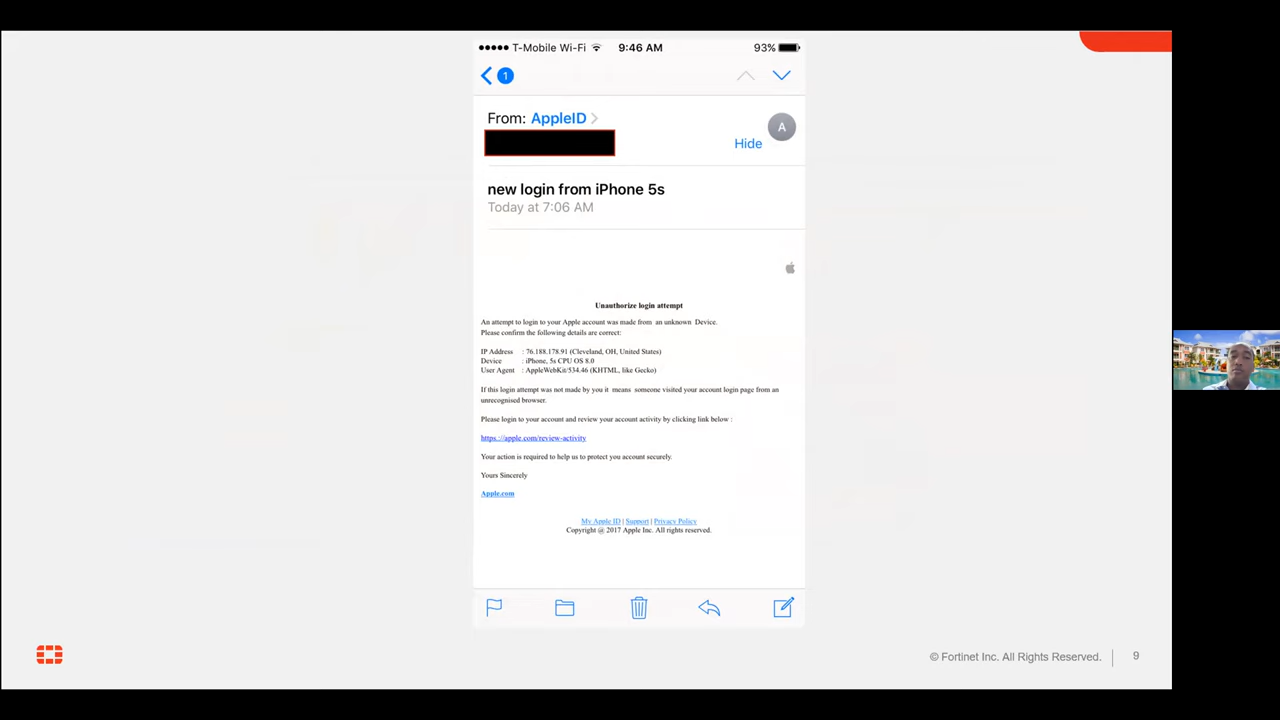 T-Mobile Wi-Fi 9:46 AM 93%
1
From: AppleID
A
Hide
new login from iPhone 5s
Today at 7:06 AM
Unauthorize login attempt
An attempt to login to your Apple account was made from an unknown Device.
Please confirm the following details are correct:
IP Address : 76.188.178.91 (Cleveland, OH, United States)
Device : iPhone, 5s CPU OS 8.0
User Agent : AppleWebKit/534.46 (KHTML, like Gecko)
If this login attempt was not made by you it means someone visited your account login page from an
unrecognised browser.
Please login to your account and review your account activity by clicking link below :
https://apple.com/review-activity
Your action is required to help us to protect you account securely.
Yours Sincerely
Apple.com
My Apple ID | Support | Privacy Policy
Copyright @ 2017 Apple Inc. All rights reserved.
© Fortinet Inc. All Rights Reserved. 9